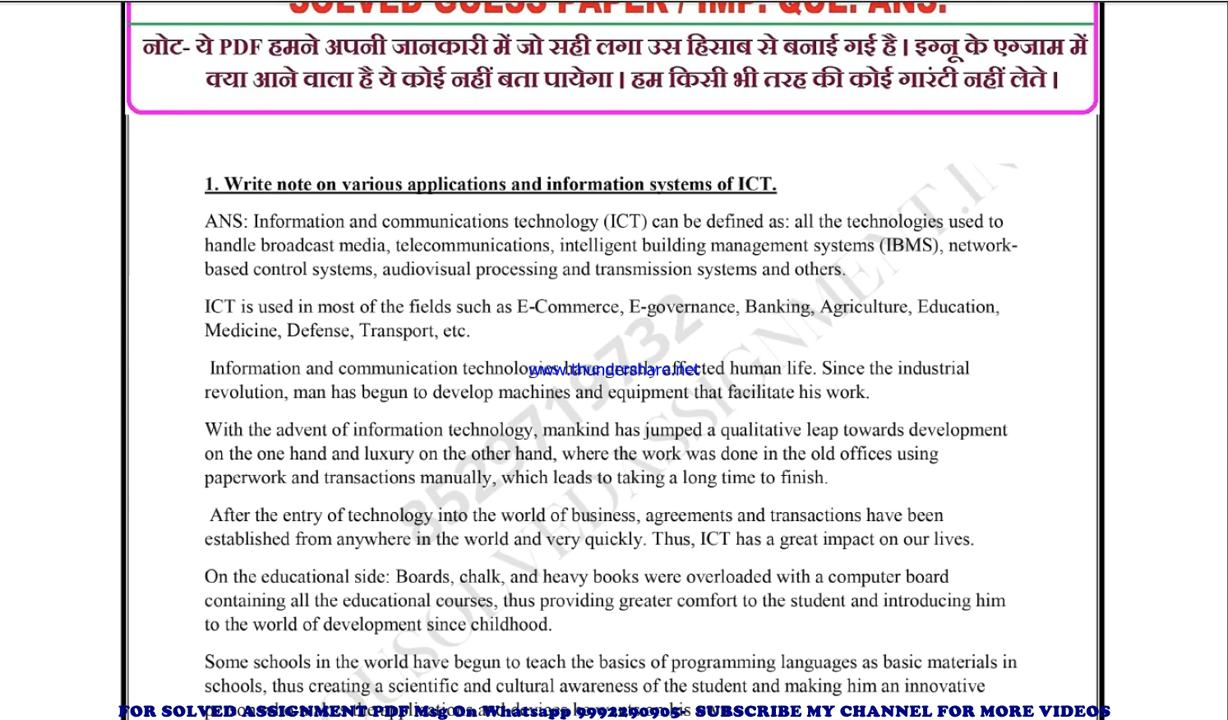 SOLVED GUESS PAPER / IMP. QUE. ANS.
नोट- ये PDF हमने अपनी जानकारी में जो सही लगा उस हिसाब से बनाई गई है। इग्नू के एग्जाम में
क्या आने वाला है ये कोई नहीं बता पायेगा। हम किसी भी तरह की कोई गारंटी नहीं लेते।
1. Write note on various applications and information systems of ICT.
ANS: Information and communications technology (ICT) can be defined as: all the technologies used to
handle broadcast media, telecommunications, intelligent building management systems (IBMS), network-
based control systems, audiovisual processing and transmission systems and others.
ICT is used in most of the fields such as E-Commerce, E-governance, Banking, Agriculture, Education,
Medicine, Defense, Transport, etc.
Information and communication technologies have greatly affected human life. Since the industrial
www.thundershare.net
revolution, man has begun to develop machines and equipment that facilitate his work.
With the advent of information technology, mankind has jumped a qualitative leap towards development
on the one hand and luxury on the other hand, where the work was done in the old offices using
paperwork and transactions manually, which leads to taking a long time to finish.
After the entry of technology into the world of business, agreements and transactions have been
established from anywhere in the world and very quickly. Thus, ICT has a great impact on our lives.
On the educational side: Boards, chalk, and heavy books were overloaded with a computer board
containing all the educational courses, thus providing greater comfort to the student and introducing him
to the world of development since childhood.
Some schools in the world have begun to teach the basics of programming languages as basic materials in
schools, thus creating a scientific and cultural awareness of the student and making him an innovative
FOR SOLVED ASSIGNMENT PDF Msg On Whatsapp 9992290905- SUBSCRIBE MY CHANNEL FOR MORE VIDEOS
8529719732
USOLVEDASSIGNMENT.IN